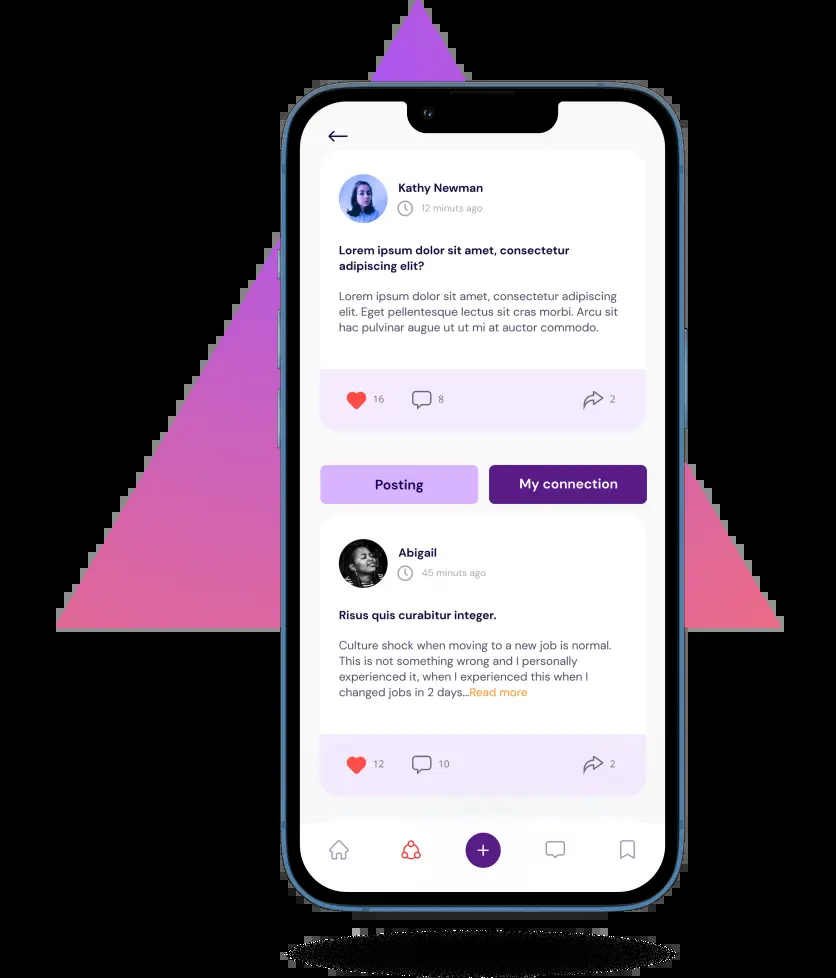 Kathy Newman
12 minuts ago
Lorem ipsum dolor sit amet, consectetur
adipiscing elit?
Lorem ipsum dolor sit amet, consectetur adipiscing
elit. Eget pellentesque lectus sit cras morbi. Arcu sit
hac pulvinar augue ut ut mi at auctor commodo.
16 8 2
Posting My connection
Abigail
45 minuts ago
Risus quis curabitur integer.
Culture shock when moving to a new job is normal.
This is not something wrong and I personally
experienced it, when I experienced this when I
changed jobs in 2 days...Read more
12 10 2